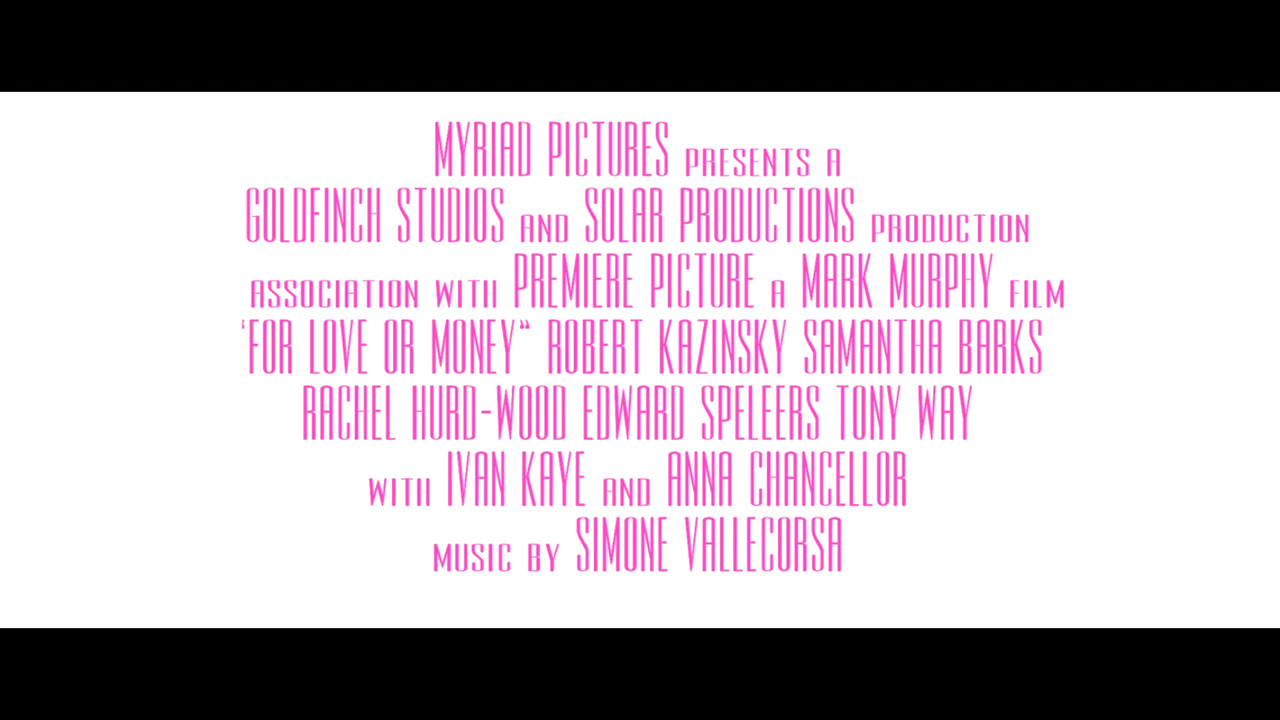 MYRIAD PICTURES PRESENTS A
GOLDFINCH STUDIOS AND SOLAR PRODUCTIONS PRODUCTION
ASSOCIATION WITH PREMIERE PICTURE A MARK MURPHY FILM
'FOR LOVE OR MONEY“ ROBERT KAZINSKY SAMANTHA BARKS
RACHEL HURD-WOOD EDWARD SPELEERS TONY WAY
WITH IVAN KAYE AND ANNA CHANCELLOR
MUSIC BY SIMONE VALLECORSA